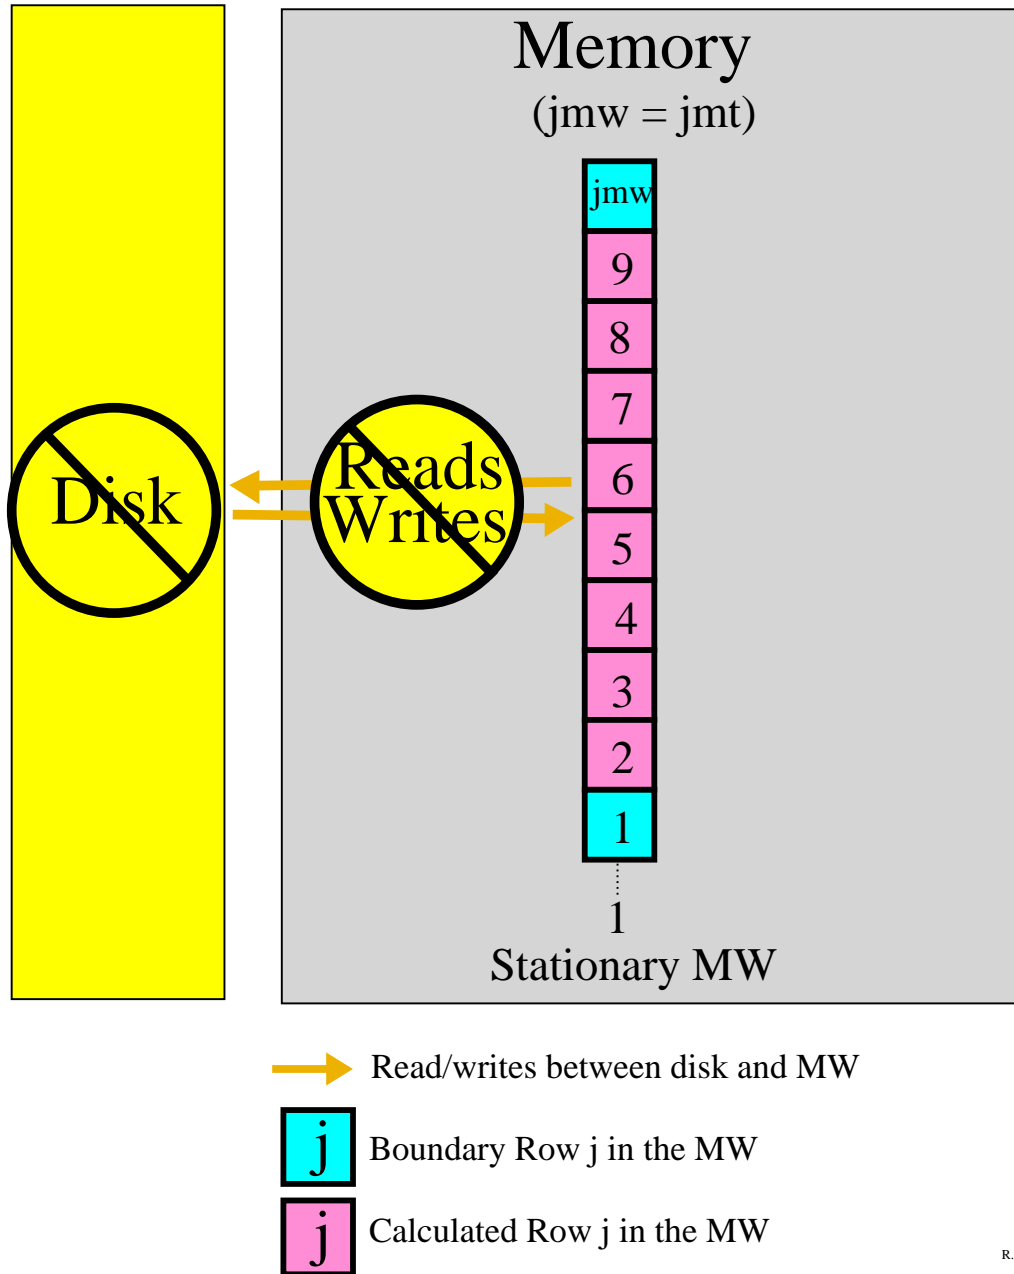 Memory
(jmw = jmt)
jmw
9
8
7
6
5
4
3
2
1
Disk
Reads
Writes
1
Stationary MW
Read/writes between disk and MW
j
Boundary Row j in the MW
j
Calculated Row j in the MW
R.